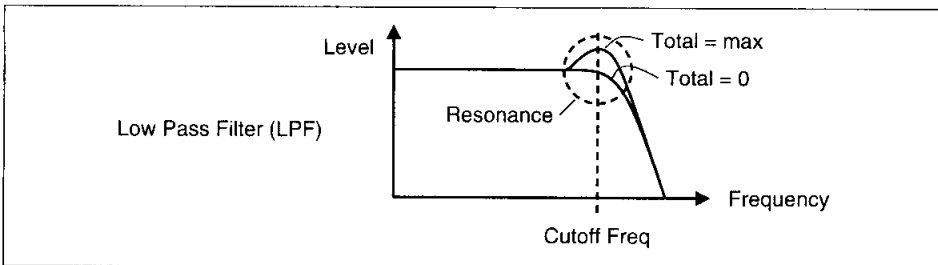 Level
Total = max
Total = 0
Resonance
Low Pass Filter (LPF)
Frequency
Cutoff Freq